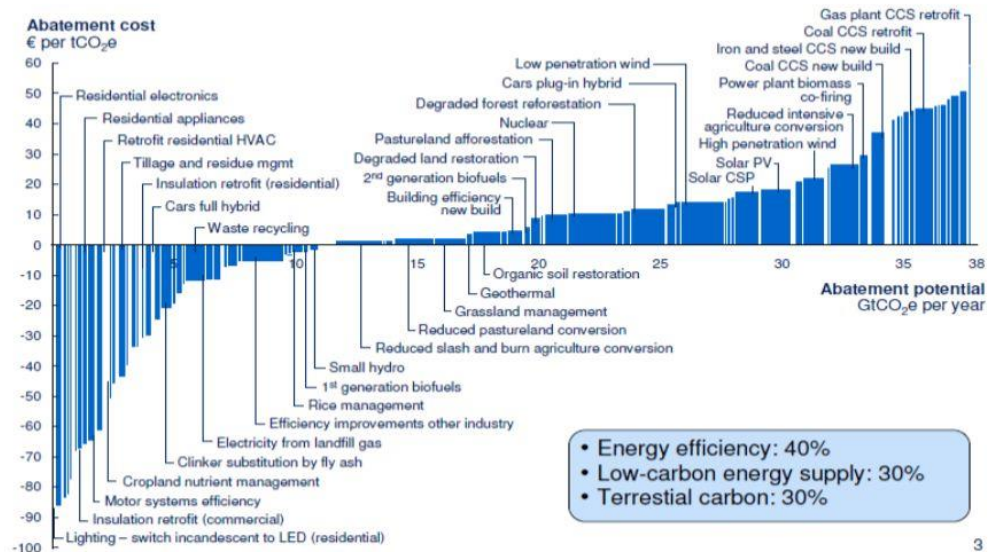 Abatement cost
€ per tCO₂e
60
50
40
30
20
10
0
-10
-20
-30
-40
-50
-60
-70
-80
-90
-100
Residential electronics
Residential appliances
Retrofit residential HVAC
Tillage and residue mgmt
Insulation retrofit (residential)
Cars full hybrid
Waste recycling
Gas plant CCS retrofit
Coal CCS retrofit
Iron and steel CCS new build
Low penetration wind
Coal CCS new build
Cars plug-in hybrid
Power plant biomass
co-firing
Degraded forest reforestation
Reduced intensive
agriculture conversion
Nuclear
High penetration wind
Pastureland afforestation
Solar PV
Degraded land restoration
Solar CSP
2nd generation biofuels
Building efficiency
new build
5
10
15
20
25
30
35
38
Organic soil restoration
Geothermal
Grassland management
Reduced pastureland conversion
Reduced slash and burn agriculture conversion
Small hydro
1st generation biofuels
Rice management
Efficiency improvements other industry
Electricity from landfill gas
Clinker substitution by fly ash
Cropland nutrient management
Motor systems efficiency
Insulation retrofit (commercial)
Lighting – switch incandescent to LED (residential)
Abatement potential
GtCO₂e per year
• Energy efficiency: 40%
• Low-carbon energy supply: 30%
• Terrestial carbon: 30%
3